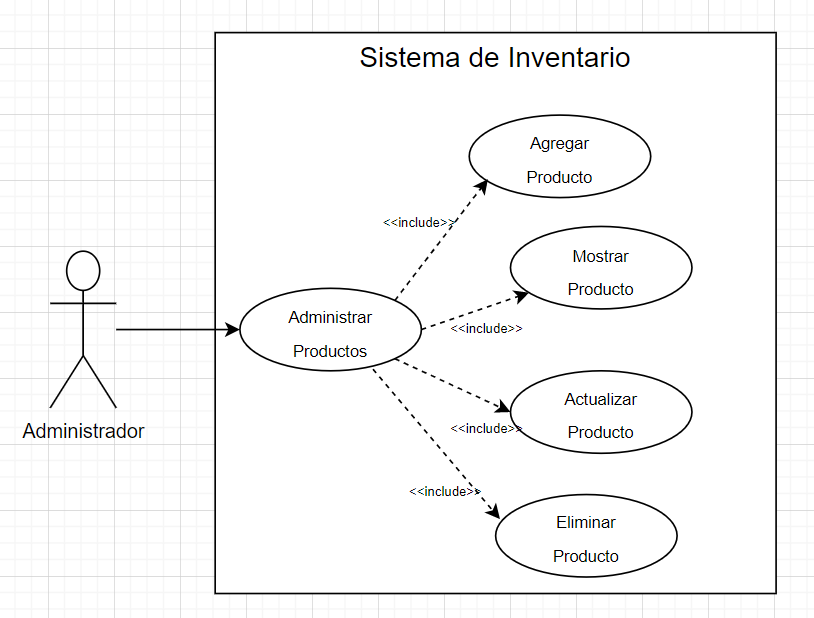 Sistema de Inventario
Agregar
Producto
<<include>>
Mostrar
Producto
Administrar
Productos
<<include>>
Actualizar
Producto
<<include>>
Administrador
<<include>>
Eliminar
Producto